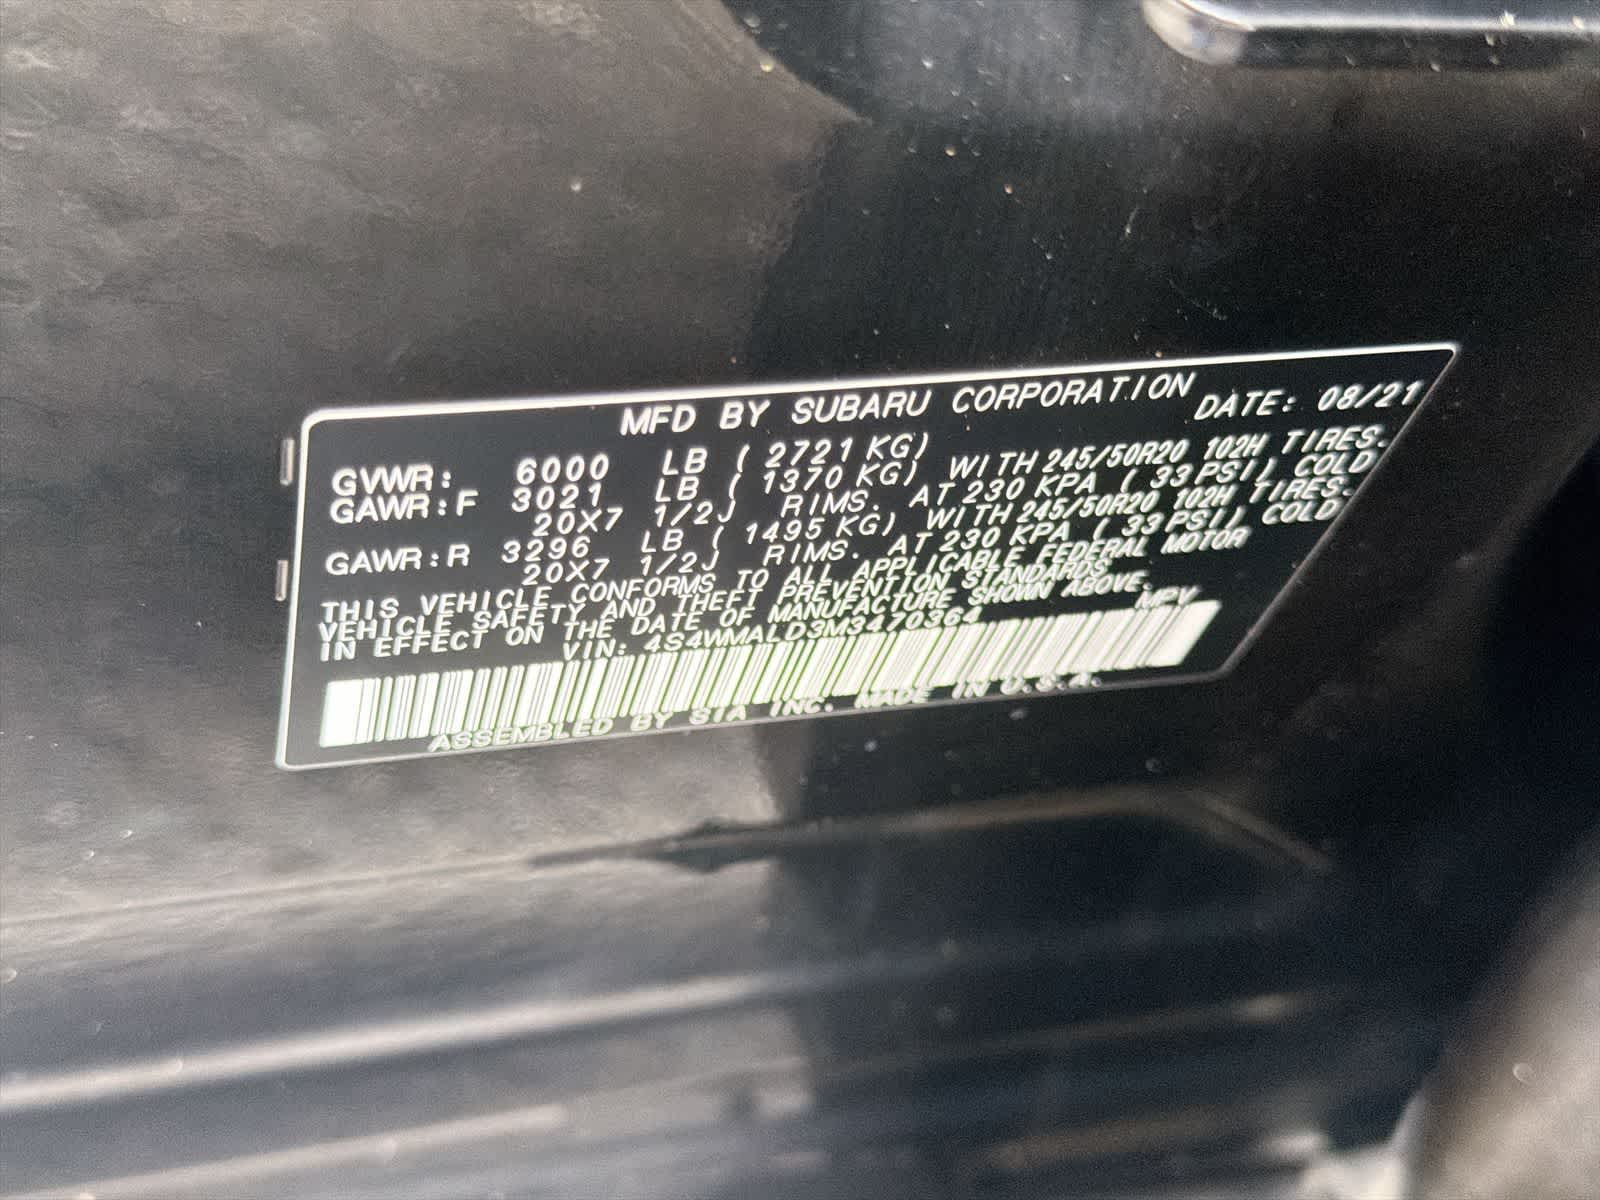 MFD BY SUBARU CORPORATION
DATE: 08/21
GVWR: 6000 LB ( 2721 KG)
GAWR:F 3021 LB ( 1370 KG) WITH 245/50R20 102H TIRES.
20X7 1/2J RIMS. AT 230 KPA ( 33 PSI) COLD
GAWR:R 3296 LB ( 1495 KG) WITH 245/50R20 102H TIRES.
20X7 1/2J RIMS. AT 230 KPA ( 33 PSI) COLD
THIS VEHICLE CONFORMS TO ALL APPLICABLE FEDERAL MOTOR
VEHICLE SAFETY AND THEFT PREVENTION STANDARDS
IN EFFECT ON THE DATE OF MANUFACTURE SHOWN ABOVE.
VIN: 4S4WMALD3M3470364 MPV
ASSEMBLED BY SIA INC. MADE IN U.S.A.